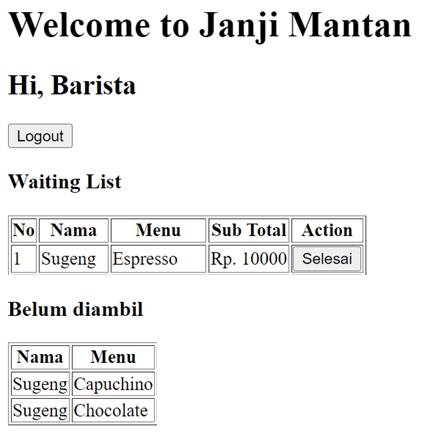 Welcome to Janji Mantan
Hi, Barista
Logout
Waiting List
No Nama Menu Sub Total Action
1 Sugeng Espresso Rp. 10000 Selesai
Belum diambil
Nama Menu
Sugeng Capuchino
Sugeng Chocolate